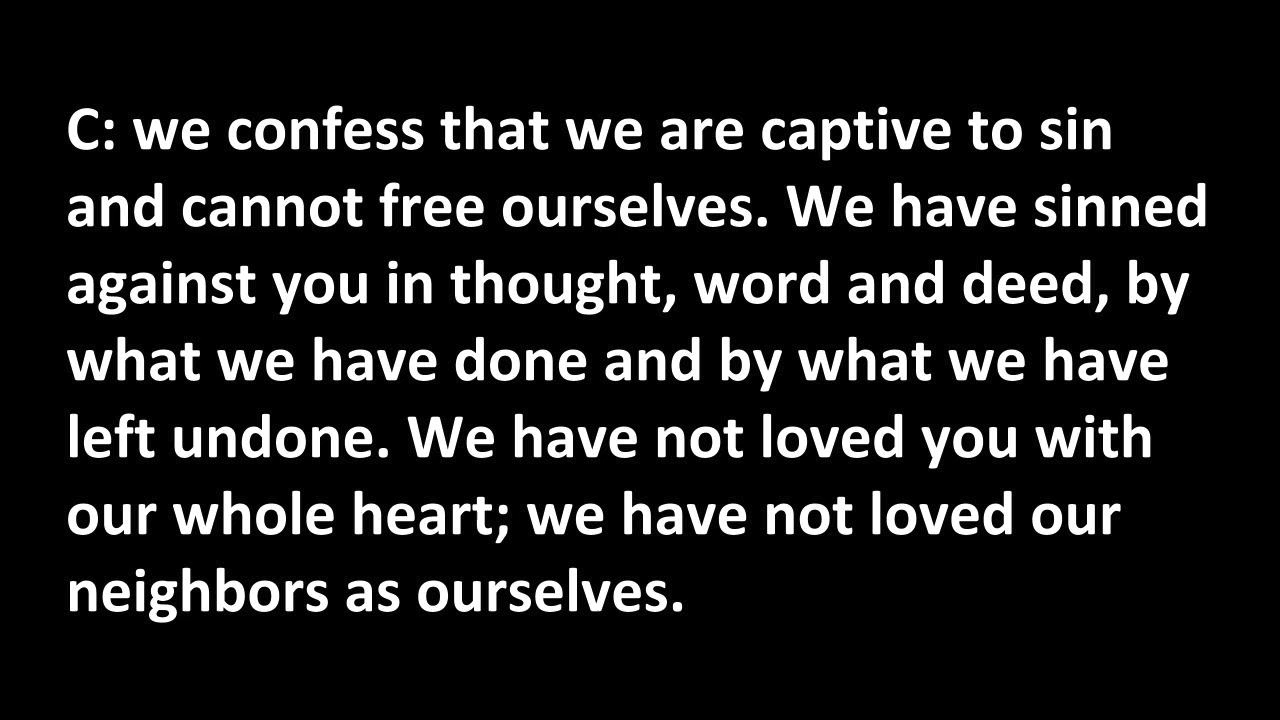 C: we confess that we are captive to sin
and cannot free ourselves. We have sinned
against you in thought, word and deed, by
what we have done and by what we have
left undone. We have not loved you with
our whole heart; we have not loved our
neighbors as ourselves.